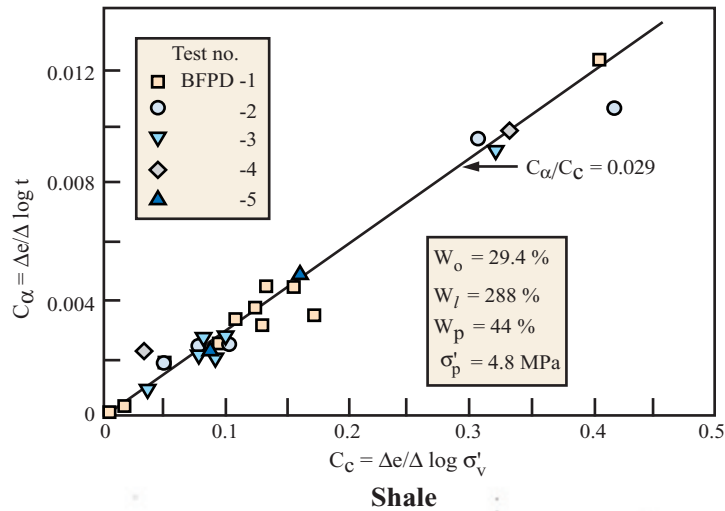 Test no.
BFPD -1
-2
-3
-4
-5
0.012
0.008
0.004
0
C𝛼 = Δe/Δ log t
C𝛼/Cc = 0.029
Wo = 29.4 %
Wl = 288 %
Wp = 44 %
σ'p = 4.8 MPa
0 0.1 0.2 0.3 0.4 0.5
Cc = Δe/Δ log σ'v
Shale